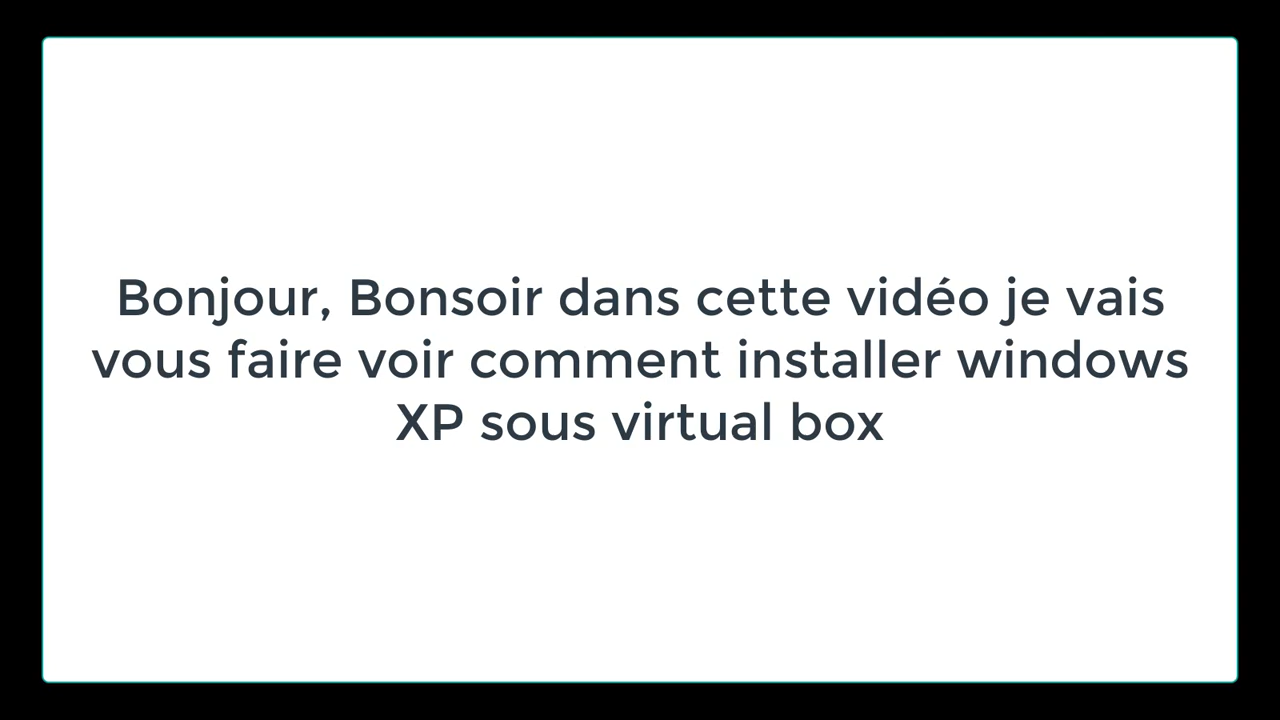 Bonjour, Bonsoir dans cette vidéo je vais
vous faire voir comment installer windows
XP sous virtual box